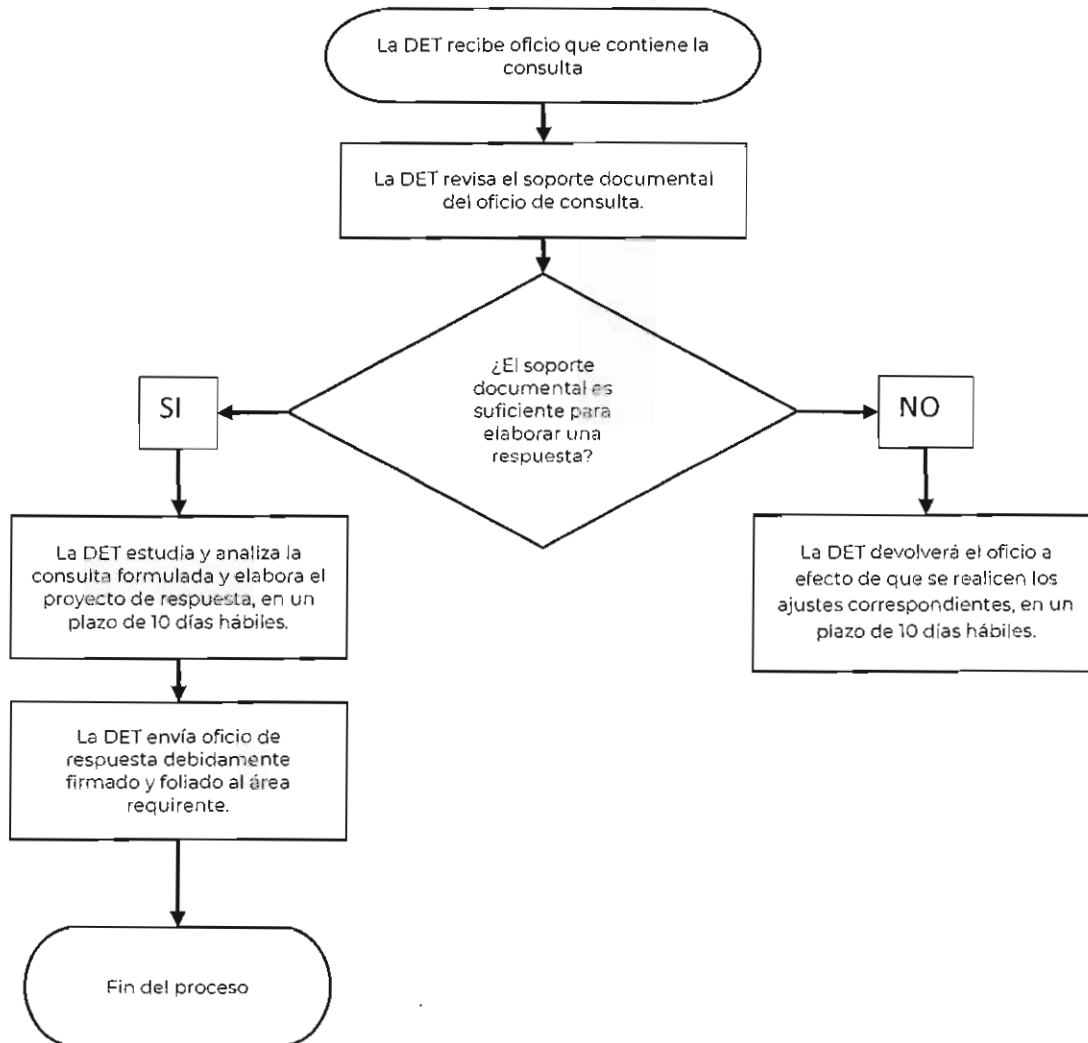 La DET recibe oficio que contiene la
consulta
La DET revisa el soporte documental
del oficio de consulta.
¿El soporte
documental es
suficiente para
elaborar una
respuesta?
SI
NO
La DET estudia y analiza la
consulta formulada y elabora el
proyecto de respuesta, en un
plazo de 10 días hábiles.
La DET devolverá el oficio a
efecto de que se realicen los
ajustes correspondientes, en un
plazo de 10 días hábiles.
La DET envía oficio de
respuesta debidamente
firmado y foliado al área
requirente.
Fin del proceso